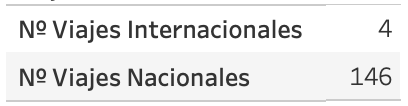 Nº Viajes Internacionales 4
Nº Viajes Nacionales 146